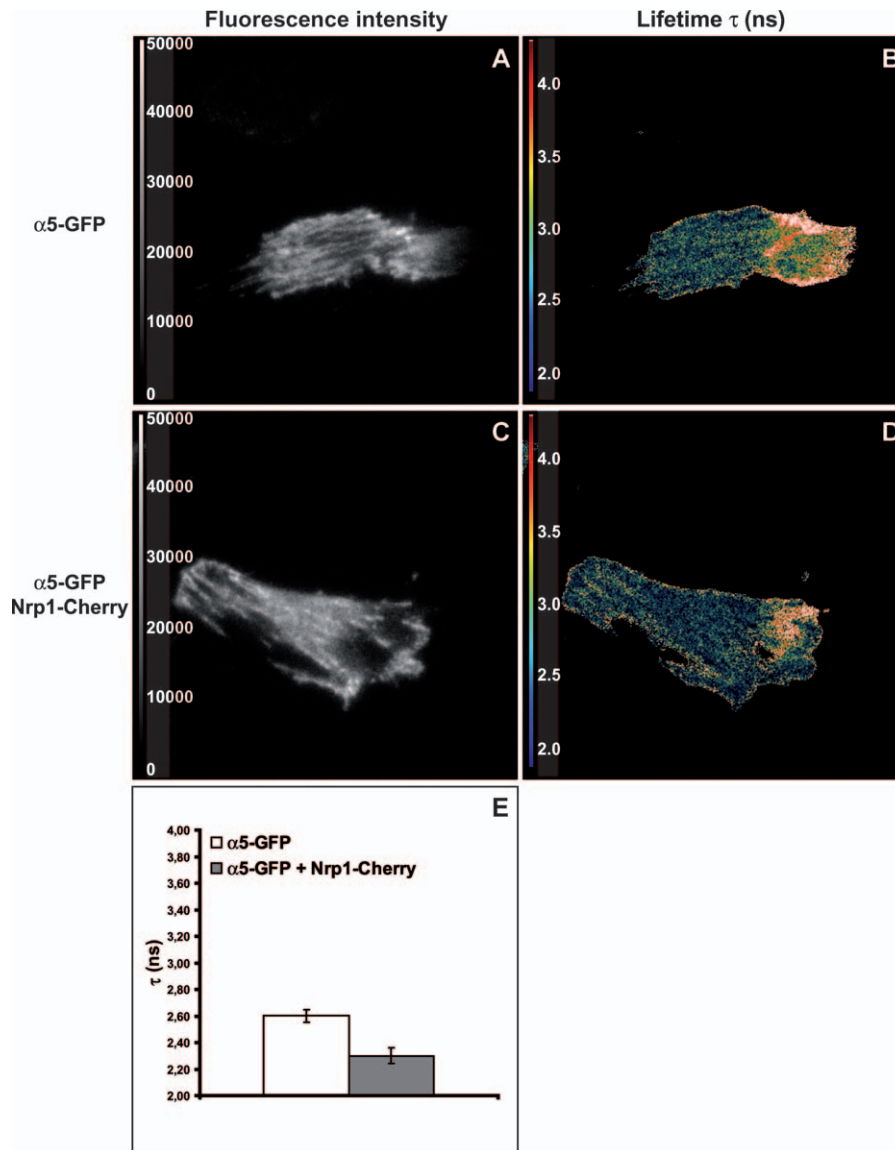 Fluorescence intensity
Lifetime τ (ns)
α5-GFP
50000
40000
30000
20000
10000
0
A
4.0
3.5
3.0
2.5
2.0
B
α5-GFP
Nrp1-Cherry
50000
40000
30000
20000
10000
0
C
4.0
3.5
3.0
2.5
2.0
D
E
τ (ns)
4,00
3,80
3,60
3,40
3,20
3,00
2,80
2,60
2,40
2,20
2,00
α5-GFP
α5-GFP + Nrp1-Cherry